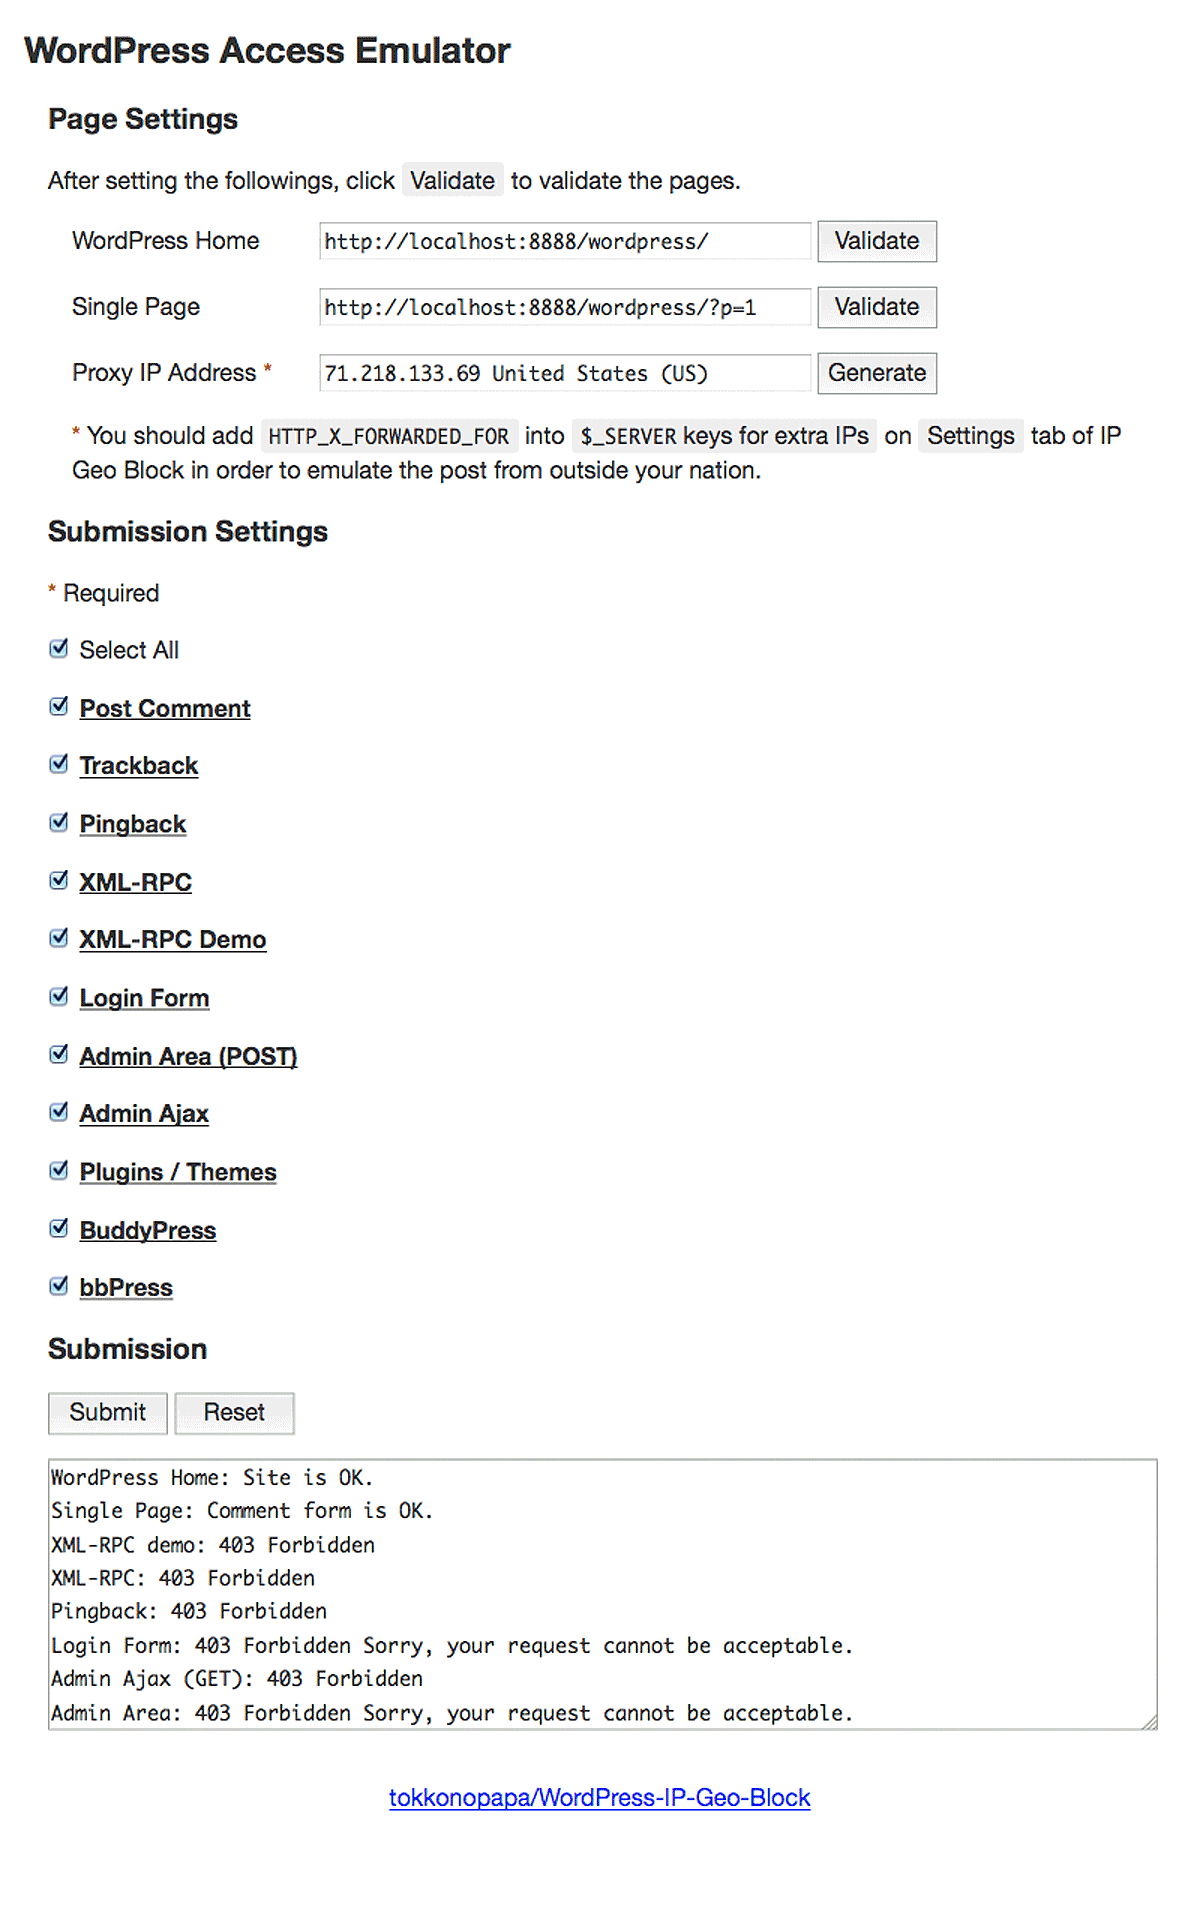 WordPress Access Emulator
Page Settings
After setting the followings, click Validate to validate the pages.
WordPress Home http://localhost:8888/wordpress/ Validate
Single Page http://localhost:8888/wordpress/?p=1 Validate
Proxy IP Address * 71.218.133.69 United States (US) Generate
* You should add HTTP_X_FORWARDED_FOR into $_SERVER keys for extra IPs on Settings tab of IP
Geo Block in order to emulate the post from outside your nation.
Submission Settings
* Required
Select All
Post Comment
Trackback
Pingback
XML-RPC
XML-RPC Demo
Login Form
Admin Area (POST)
Admin Ajax
Plugins / Themes
BuddyPress
bbPress
Submission
Submit Reset
WordPress Home: Site is OK.
Single Page: Comment form is OK.
XML-RPC demo: 403 Forbidden
XML-RPC: 403 Forbidden
Pingback: 403 Forbidden
Login Form: 403 Forbidden Sorry, your request cannot be acceptable.
Admin Ajax (GET): 403 Forbidden
Admin Area: 403 Forbidden Sorry, your request cannot be acceptable.
tokkonopapa/WordPress-IP-Geo-Block